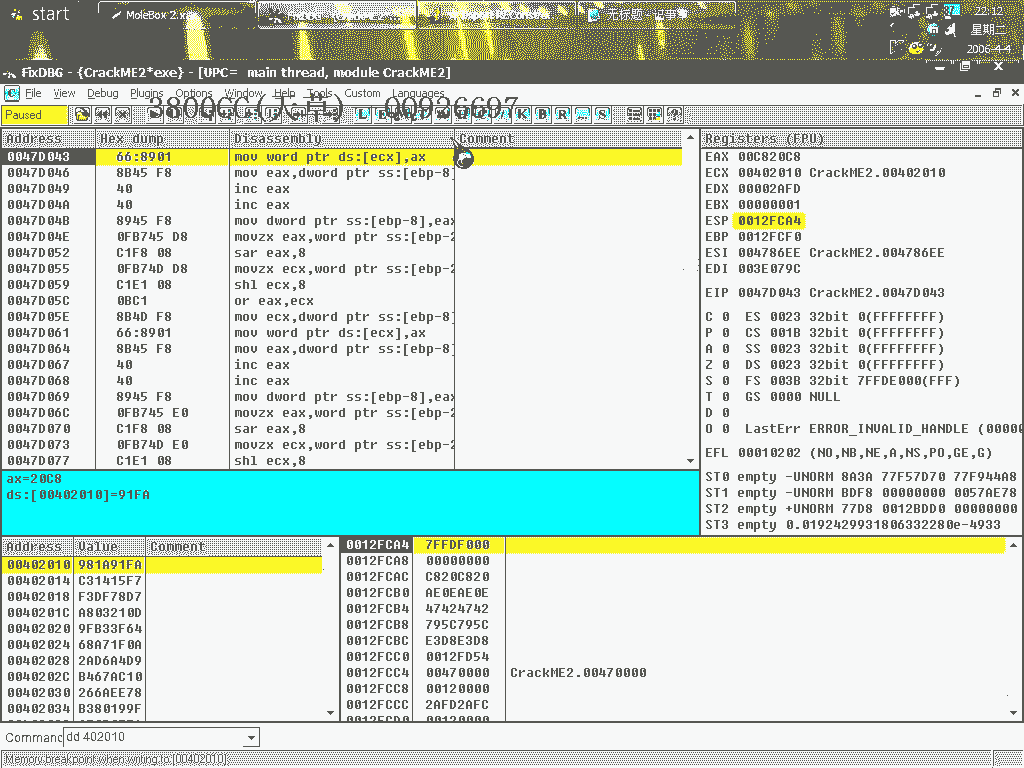 start
MoleBox 2.
22:12
星期二
2006-4-4
FixDBG - {CrackME2*exe} - [UPC= main thread, module CrackME2]
File View Debug Plugins Options Window Help Tools Custom Languages
3800CC(天草) 00926697
Paused
Address Hex dump Disassembly Comment
0047D043 66:8901 mov word ptr ds:[ecx],ax
0047D046 8B45 F8 mov eax,dword ptr ss:[ebp-8]
0047D049 40 inc eax
0047D04A 40 inc eax
0047D04B 8945 F8 mov dword ptr ss:[ebp-8],eax
0047D04E 0FB745 D8 movzx eax,word ptr ss:[ebp-2
0047D052 C1F8 08 sar eax,8
0047D055 0FB74D D8 movzx ecx,word ptr ss:[ebp-2
0047D059 C1E1 08 shl ecx,8
0047D05C 0BC1 or eax,ecx
0047D05E 8B4D F8 mov ecx,dword ptr ss:[ebp-8]
0047D061 66:8901 mov word ptr ds:[ecx],ax
0047D064 8B45 F8 mov eax,dword ptr ss:[ebp-8]
0047D067 40 inc eax
0047D068 40 inc eax
0047D069 8945 F8 mov dword ptr ss:[ebp-8],eax
0047D06C 0FB745 E0 movzx eax,word ptr ss:[ebp-2
0047D070 C1F8 08 sar eax,8
0047D073 0FB74D E0 movzx ecx,word ptr ss:[ebp-2
0047D077 C1E1 08 shl ecx,8
ax=20C8
ds:[00402010]=91FA
Registers (FPU)
EAX 00C820C8
ECX 00402010 CrackME2.00402010
EDX 00002AFD
EBX 00000001
ESP 0012FCA4
EBP 0012FCF0
ESI 004786EE CrackME2.004786EE
EDI 003E079C
EIP 0047D043 CrackME2.0047D043
C 0 ES 0023 32bit 0(FFFFFFFF)
P 0 CS 001B 32bit 0(FFFFFFFF)
A 0 SS 0023 32bit 0(FFFFFFFF)
Z 0 DS 0023 32bit 0(FFFFFFFF)
S 0 FS 003B 32bit 7FFDE000(FFF)
T 0 GS 0000 NULL
D 0
O 0 LastErr ERROR_INVALID_HANDLE (00000
EFL 00010202 (NO,NB,NE,A,NS,PO,GE,G)
ST0 empty -UNORM 8A3A 77F57D70 77F944A8
ST1 empty -UNORM BDF8 00000000 0057AE78
ST2 empty +UNORM 77D8 0012BDD0 00000000
ST3 empty 0.0192429931806332280e-4933
Address Value Comment
00402010 981A91FA
00402014 C31415F7
00402018 F3DF78D7
0040201C A803210D
00402020 9FB33F64
00402024 68A71F0A
00402028 2AD6A4D9
0040202C B467AC10
00402030 266AEE78
00402034 B380199F
0012FCA4 7FFDF000
0012FCA8 00000000
0012FCAC C820C820
0012FCB0 AE0EAE0E
0012FCB4 47424742
0012FCB8 795C795C
0012FCBC E3D8E3D8
0012FCC0 0012FD54
0012FCC4 00470000 CrackME2.00470000
0012FCC8 00120000
0012FCCC 2AFD2AFC
0012FCD0 00120000
Command dd 402010
Memory breakpoint when writing to [00402010]